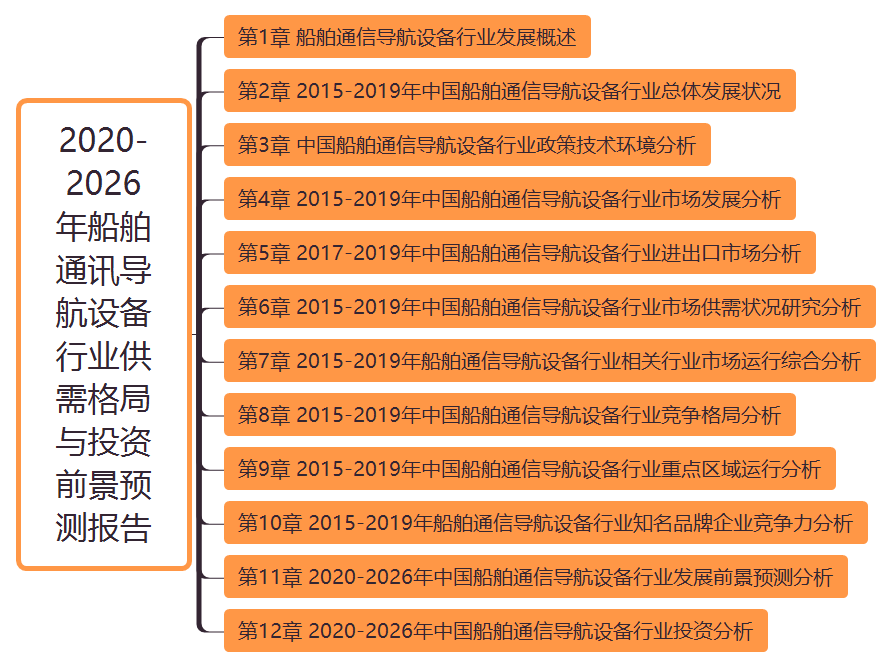 2020-
2026
年船舶
通讯导
航设备
行业供
需格局
与投资
前景预
测报告
第1章 船舶通信导航设备行业发展概述
第2章 2015-2019年中国船舶通信导航设备行业总体发展状况
第3章 中国船舶通信导航设备行业政策技术环境分析
第4章 2015-2019年中国船舶通信导航设备行业市场发展分析
第5章 2017-2019年中国船舶通信导航设备行业进出口市场分析
第6章 2015-2019年中国船舶通信导航设备行业市场供需状况研究分析
第7章 2015-2019年船舶通信导航设备行业相关行业市场运行综合分析
第8章 2015-2019年中国船舶通信导航设备行业竞争格局分析
第9章 2015-2019年中国船舶通信导航设备行业重点区域运行分析
第10章 2015-2019年船舶通信导航设备行业知名品牌企业竞争力分析
第11章 2020-2026年中国船舶通信导航设备行业发展前景预测分析
第12章 2020-2026年中国船舶通信导航设备行业投资分析